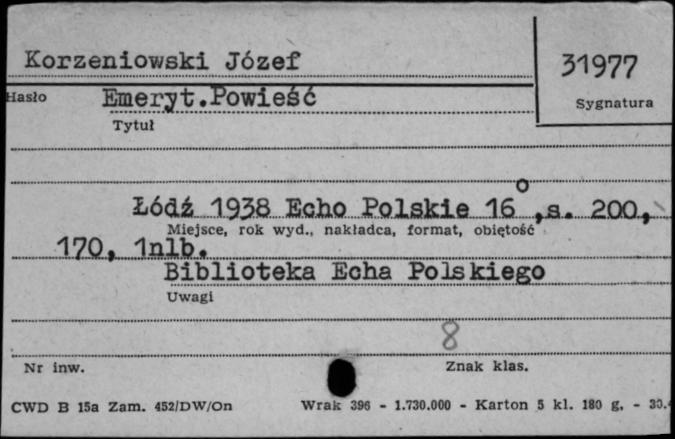 Korzeniowski Józef
31977
Hasło
Emeryt.Powieść
Sygnatura
Tytuł
Łódź 1938 Echo Polskie 16°,s. 200,
Miejsce, rok wyd., nakładca, format, objętość
170, 1nlb.
Biblioteka Echa Polskiego
Uwagi
8
Nr inw.
Znak klas.
CWD B 15a Zam. 452/DW/On
Wrak 396 - 1.730.000 - Karton 5 kl. 180 g. -